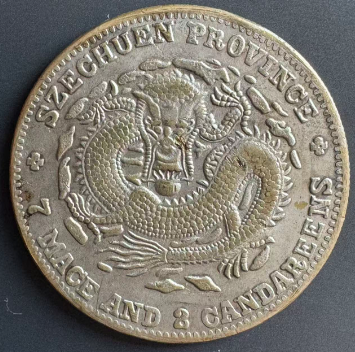 SZECHUEN PROVINCE
7 MACE AND 3 CANDAREENS